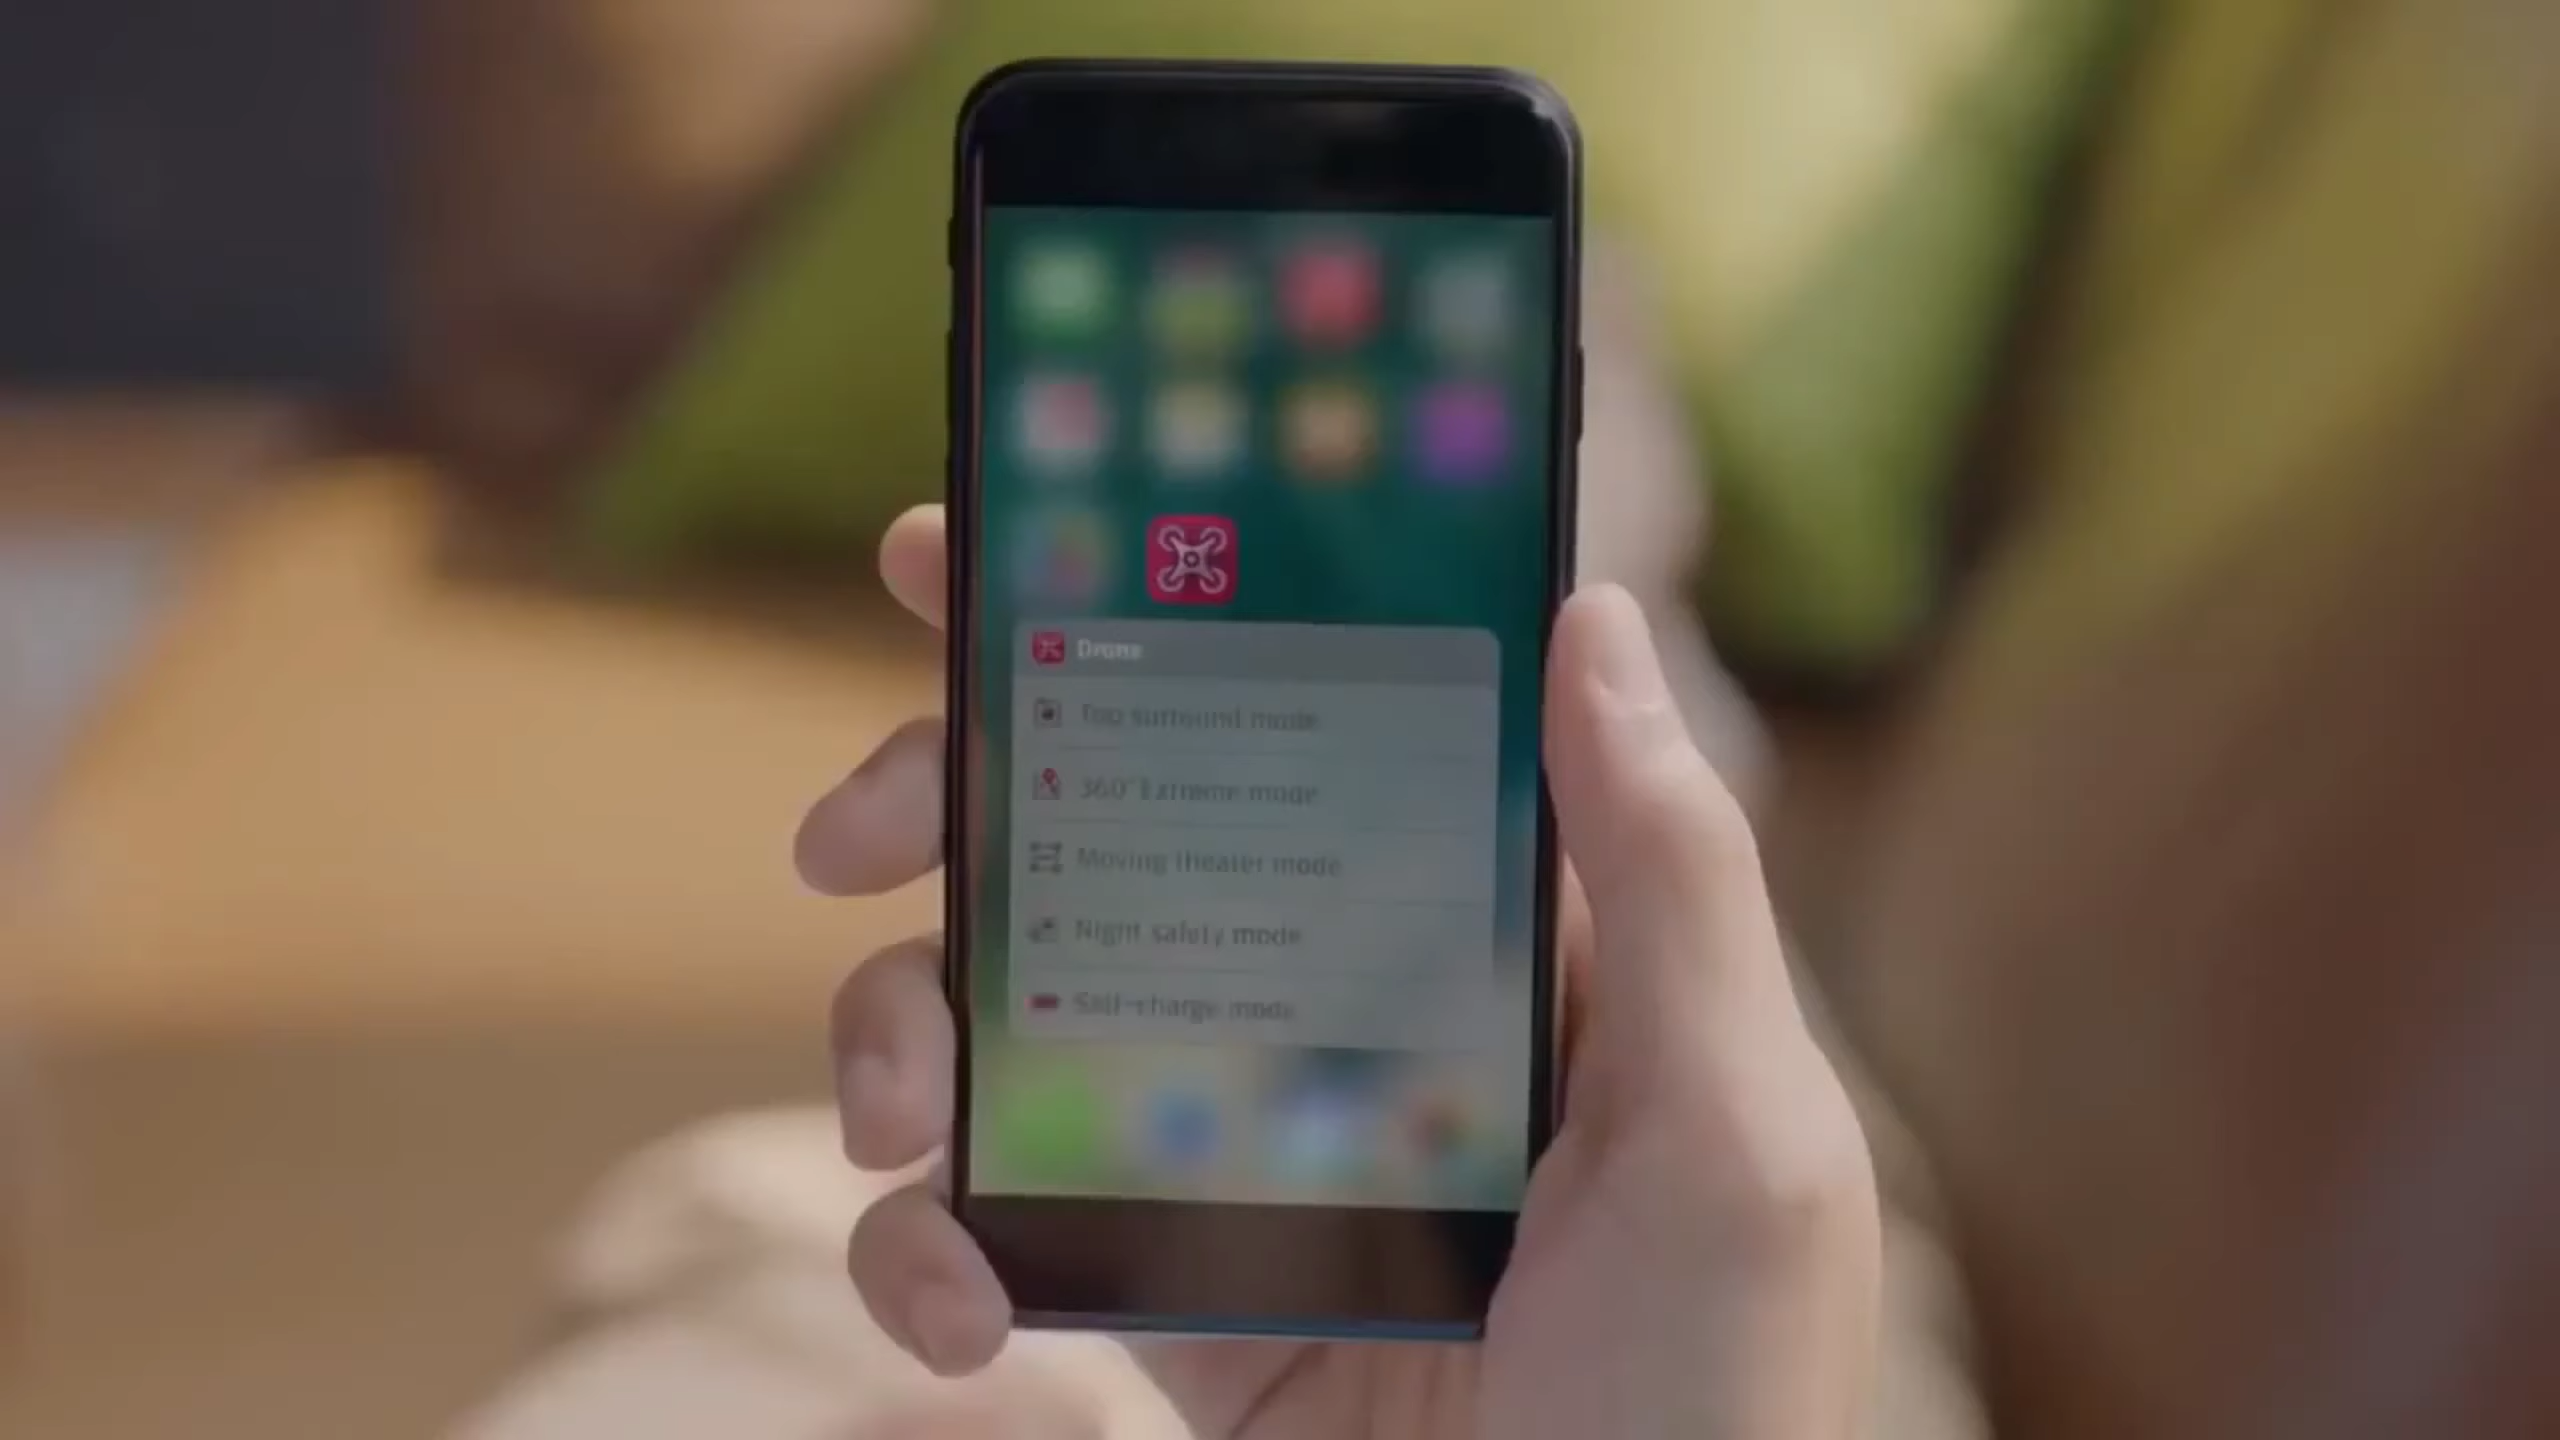 Drone
Top surround mode
360° Extreme mode
Moving theater mode
Night safety mode
Self-charge mode